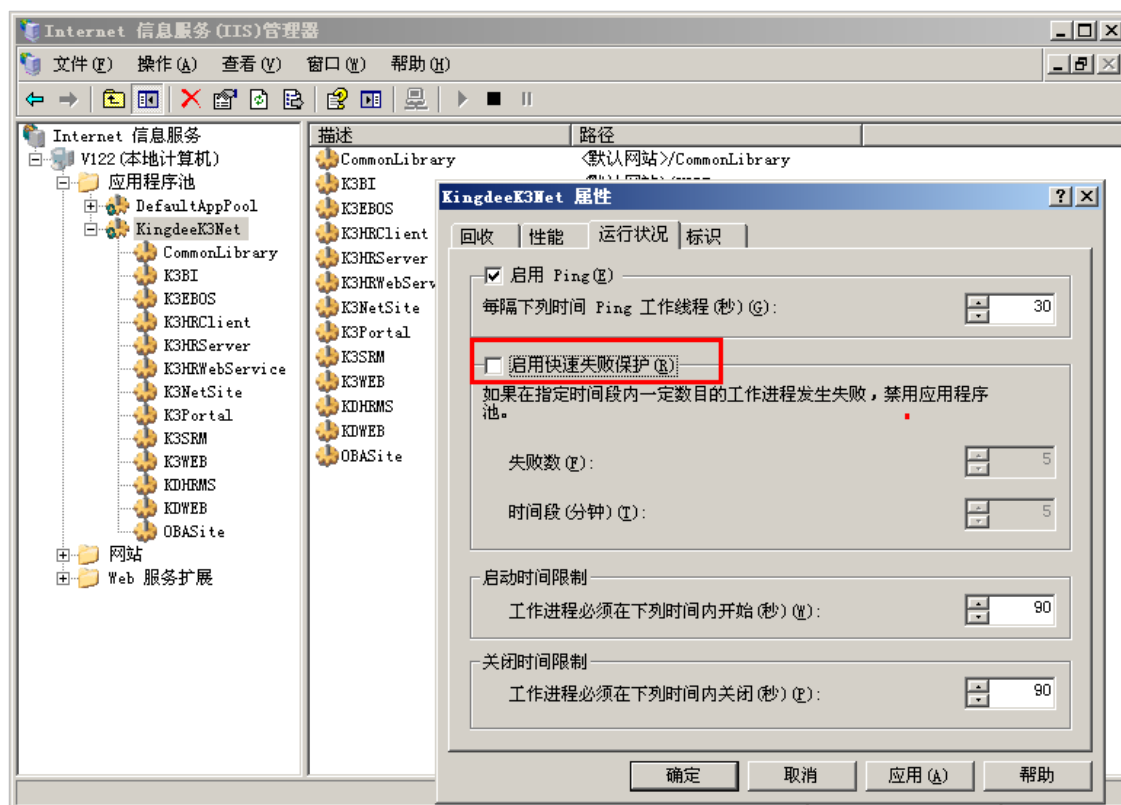 Internet 信息服务(IIS)管理器
文件(F) 操作(A) 查看(V) 窗口(W) 帮助(H)
Internet 信息服务
V122(本地计算机)
应用程序池
DefaultAppPool
KingdeeK3Net
CommonLibrary
K3BI
K3EBOS
K3HRClient
K3HRServer
K3HRWebService
K3NetSite
K3Portal
K3SRM
K3WEB
KDHRMS
KDWEB
OBASite
网站
Web 服务扩展
描述 路径
CommonLibrary <默认网站>/CommonLibrary
K3BI
K3EBOS
K3HRClient
K3HRServer
K3HRWebServ
K3NetSite
K3Portal
K3SRM
K3WEB
KDHRMS
KDWEB
OBASite
KingdeeK3Net 属性
回收 性能 运行状况 标识
启用 Ping(E)
每隔下列时间 Ping 工作线程(秒)(G): 30
启用快速失败保护(R)
如果在指定时间段内一定数目的工作进程发生失败，禁用应用程序
池。
失败数(F): 5
时间段(分钟)(T): 5
启动时间限制
工作进程必须在下列时间内开始(秒)(W): 90
关闭时间限制
工作进程必须在下列时间内关闭(秒)(P): 90
确定 取消 应用(A) 帮助